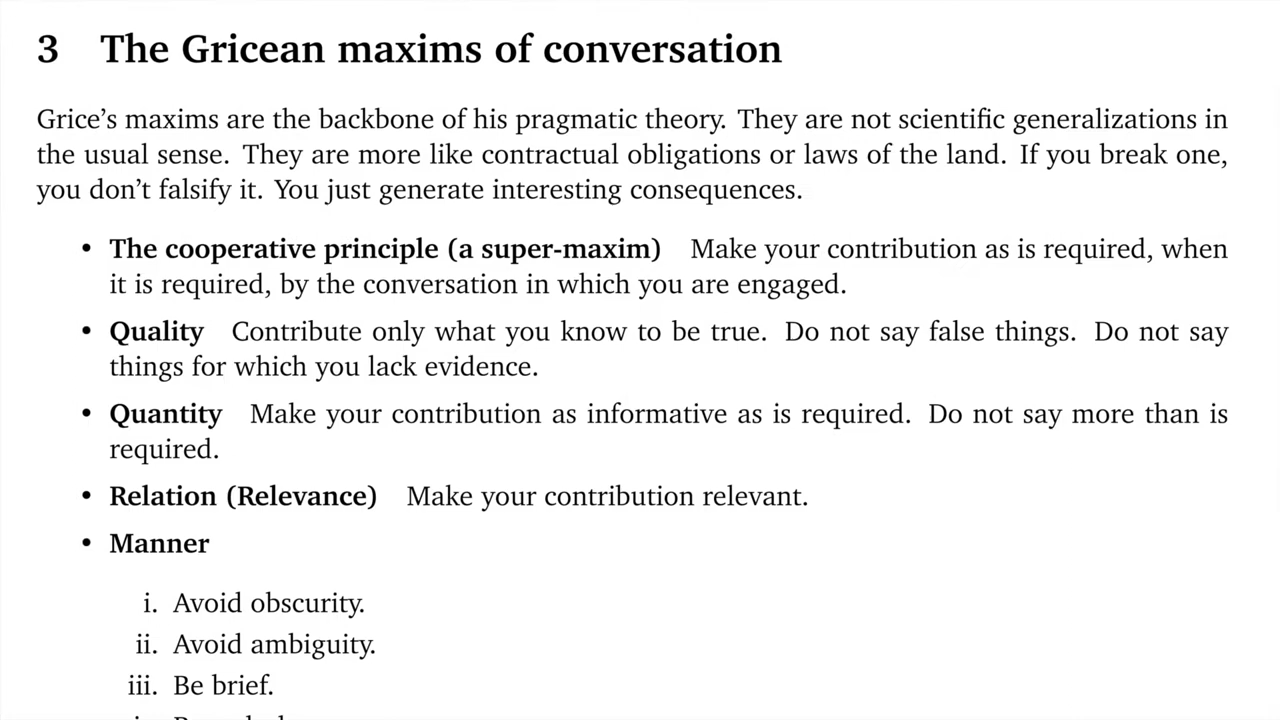 3 The Gricean maxims of conversation
Grice’s maxims are the backbone of his pragmatic theory. They are not scientific generalizations in
the usual sense. They are more like contractual obligations or laws of the land. If you break one,
you don’t falsify it. You just generate interesting consequences.
• The cooperative principle (a super-maxim) Make your contribution as is required, when
it is required, by the conversation in which you are engaged.
• Quality Contribute only what you know to be true. Do not say false things. Do not say
things for which you lack evidence.
• Quantity Make your contribution as informative as is required. Do not say more than is
required.
• Relation (Relevance) Make your contribution relevant.
• Manner
i. Avoid obscurity.
ii. Avoid ambiguity.
iii. Be brief.